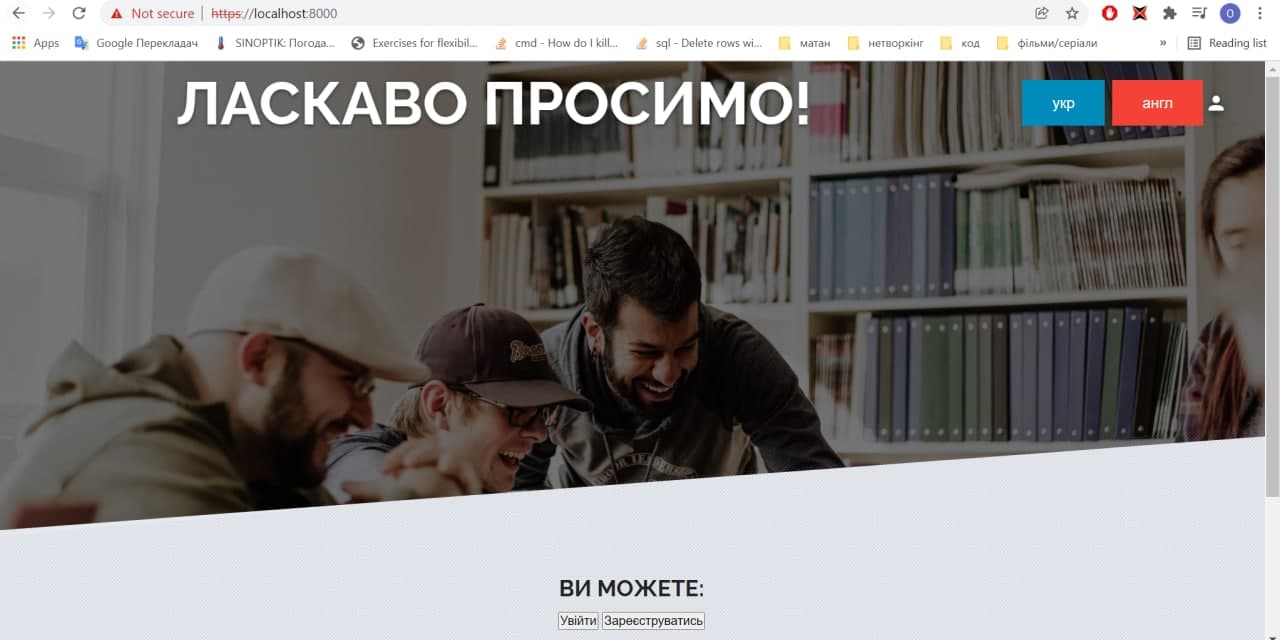 Not secure | https://localhost:8000
O
Apps Google Перекладач SINOPTIK: Погода... Exercises for flexibil... cmd - How do I kill... sql - Delete rows wi... матан нетворкінг код фільми/серіали » Reading list
ЛАСКАВО ПРОСИМО!
укр англ
ВИ МОЖЕТЕ:
Увійти Зареєструватись